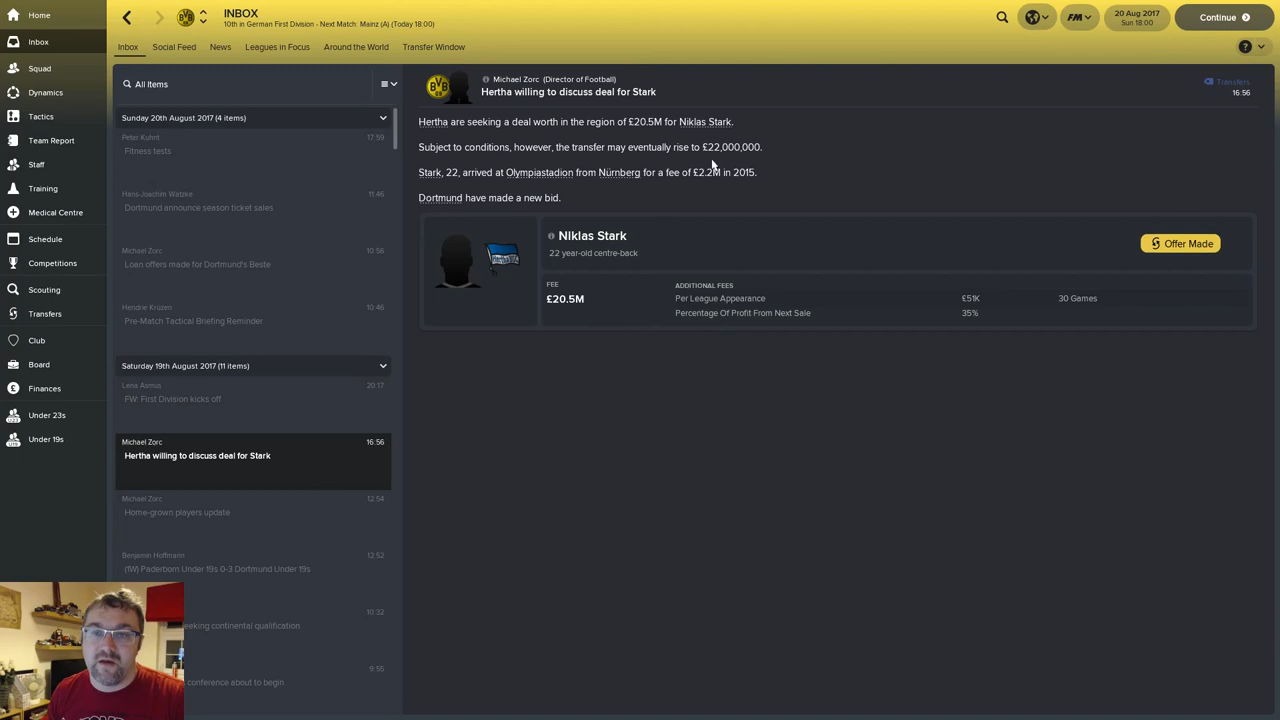 Home
INBOX
10th in German First Division - Next Match: Mainz (A) (Today 18:00)
FM
20 Aug 2017
Sun 18:00
Continue
Inbox
Squad
Dynamics
Tactics
Team Report
Staff
Training
Medical Centre
Schedule
Competitions
Scouting
Transfers
Club
Board
Finances
Under 23s
Under 19s
Inbox Social Feed News Leagues in Focus Around the World Transfer Window
?
All Items
Sunday 20th August 2017 (4 items)
Peter Kuhnt 17:59
Fitness tests
Hans-Joachim Watzke 11:46
Dortmund announce season ticket sales
Michael Zorc 10:56
Loan offers made for Dortmund's Beste
Hendrie Krüzen 10:46
Pre-Match Tactical Briefing Reminder
Saturday 19th August 2017 (11 items)
Lena Asmus 20:17
FW: First Division kicks off
Michael Zorc 16:56
Hertha willing to discuss deal for Stark
Michael Zorc 12:54
Home-grown players update
Benjamin Hoffmann 12:52
(1W) Paderborn Under 19s 0-3 Dortmund Under 19s
10:32
seeking continental qualification
9:55
conference about to begin
BVB 09
Michael Zorc (Director of Football)
Hertha willing to discuss deal for Stark
Transfers
16:56
Hertha are seeking a deal worth in the region of £20.5M for Niklas Stark.
Subject to conditions, however, the transfer may eventually rise to £22,000,000.
Stark, 22, arrived at Olympiastadion from Nürnberg for a fee of £2.2M in 2015.
Dortmund have made a new bid.
Niklas Stark
22 year-old centre-back
Offer Made
FEE
£20.5M
ADDITIONAL FEES
Per League Appearance £51K 30 Games
Percentage Of Profit From Next Sale 35%